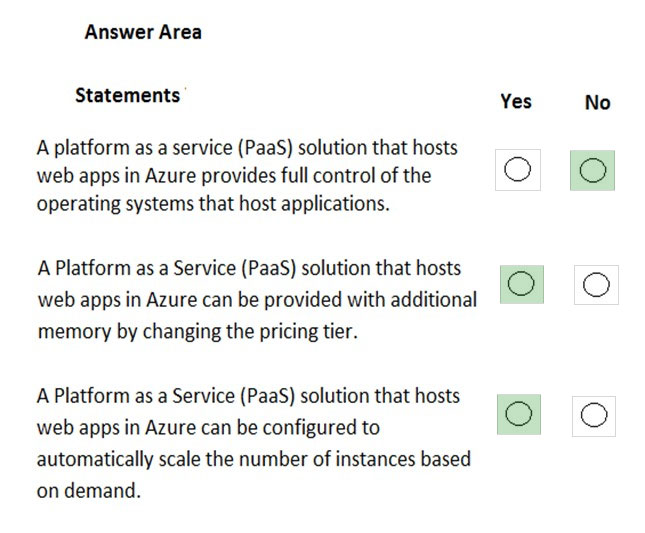 Answer Area
Statements
Yes
No
A platform as a service (PaaS) solution that hosts
web apps in Azure provides full control of the
operating systems that host applications.
A Platform as a Service (PaaS) solution that hosts
web apps in Azure can be provided with additional
memory by changing the pricing tier.
A Platform as a Service (PaaS) solution that hosts
web apps in Azure can be configured to
automatically scale the number of instances based
on demand.